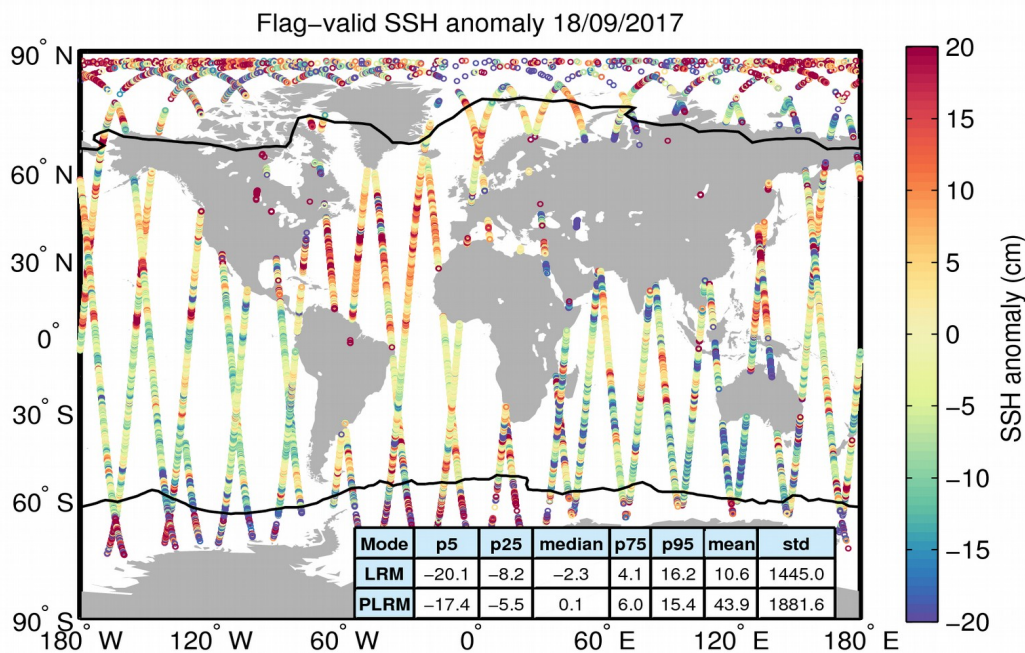 Flag−valid SSH anomaly 18/09/2017
90° N
60° N
30° N
0°
30° S
60° S
90° S
180° W 120° W 60° W 0° 60° E 120° E 180° E
Mode p5 p25 median p75 p95 mean std
LRM −20.1 −8.2 −2.3 4.1 16.2 10.6 1445.0
PLRM −17.4 −5.5 0.1 6.0 15.4 43.9 1881.6
20
15
10
5
0
−5
−10
−15
−20
SSH anomaly (cm)